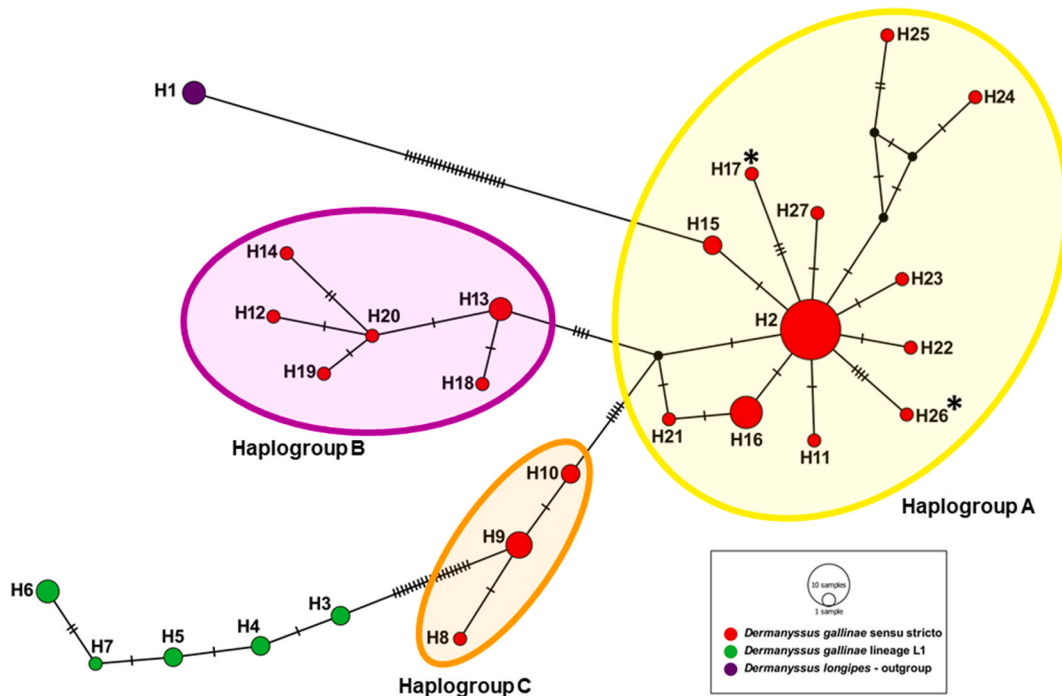 H25
H1
H24
H17 *
H27
H15
H14
H23
H13
H12
H20
H2
H22
H19
H18
H26 *
H21
H16
H11
Haplogroup B
H10
Haplogroup A
H9
H6
H3
H4
H5
H8
H7
Haplogroup C
10 samples
1 sample
Dermanyssus gallinae sensu stricto
Dermanyssus gallinae lineage L1
Dermanyssus longipes - outgroup